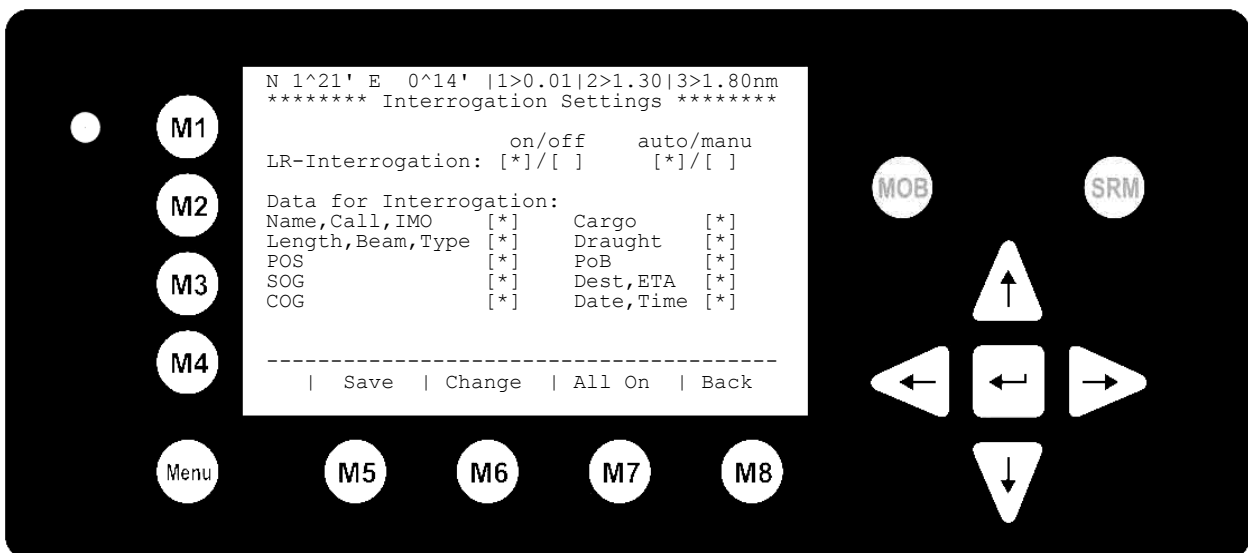 N 1^21' E  0^14' |1>0.01|2>1.30|3>1.80nm
******** Interrogation Settings ********
on/off    auto/manu
LR-Interrogation: [*]/[ ]     [*]/[ ]
Data for Interrogation:
Name,Call,IMO    [*]    Cargo     [*]
Length,Beam,Type [*]    Draught   [*]
POS              [*]    PoB       [*]
SOG              [*]    Dest,ETA  [*]
COG              [*]    Date,Time [*]
----------------------------------------
|  Save  | Change  | All On  | Back
M1
M2
M3
M4
Menu
M5
M6
M7
M8
MOB
SRM